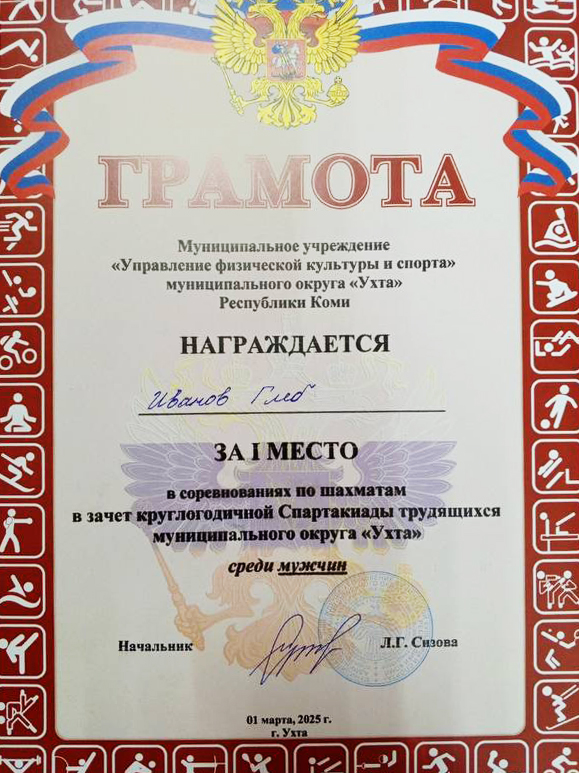 ГРАМОТА
Муниципальное учреждение
«Управление физической культуры и спорта»
муниципального округа «Ухта»
Республики Коми
НАГРАЖДАЕТСЯ
Иванов Глеб
ЗА I МЕСТО
в соревнованиях по шахматам
в зачет круглогодичной Спартакиады трудящихся
муниципального округа «Ухта»
среди мужчин
Начальник Л.Г. Сизова
01 марта, 2025 г.
г. Ухта